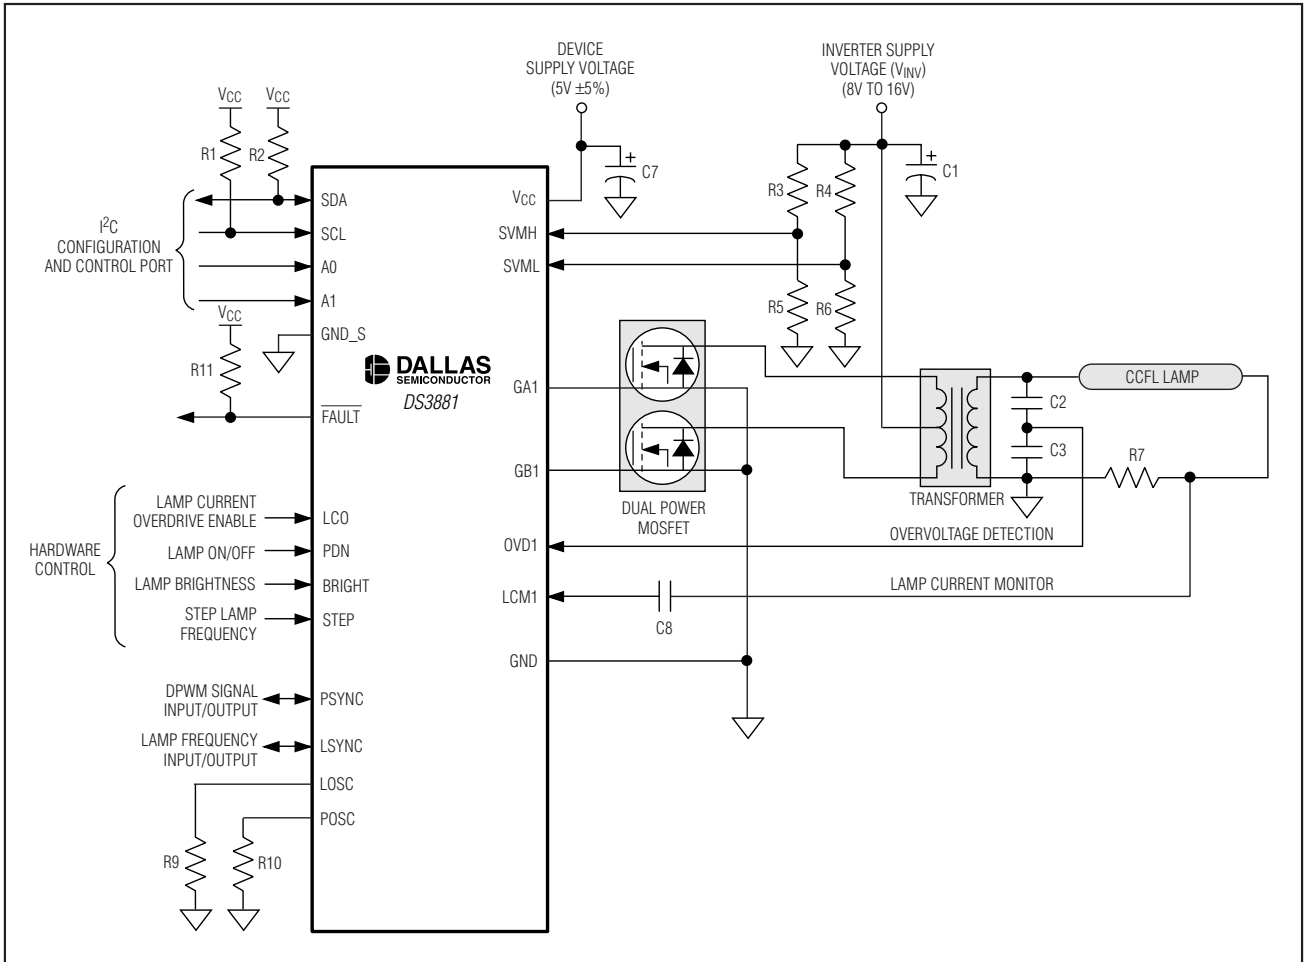 DEVICE
SUPPLY VOLTAGE
(5V ±5%)
INVERTER SUPPLY
VOLTAGE (VINV)
(8V TO 16V)
VCC
VCC
R1
R2
C7
R3
R4
C1
I2C
CONFIGURATION
AND CONTROL PORT
SDA
SCL
A0
A1
GND_S
VCC
SVMH
SVML
R5
R6
VCC
R11
FAULT
DALLAS
SEMICONDUCTOR
DS3881
GA1
GB1
DUAL POWER
MOSFET
TRANSFORMER
CCFL LAMP
C2
C3
R7
HARDWARE
CONTROL
LAMP CURRENT
OVERDRIVE ENABLE
LCO
LAMP ON/OFF
PDN
LAMP BRIGHTNESS
BRIGHT
STEP LAMP
FREQUENCY
STEP
OVD1
OVERVOLTAGE DETECTION
LCM1
C8
LAMP CURRENT MONITOR
GND
DPWM SIGNAL
INPUT/OUTPUT
PSYNC
LAMP FREQUENCY
INPUT/OUTPUT
LSYNC
LOSC
POSC
R9
R10